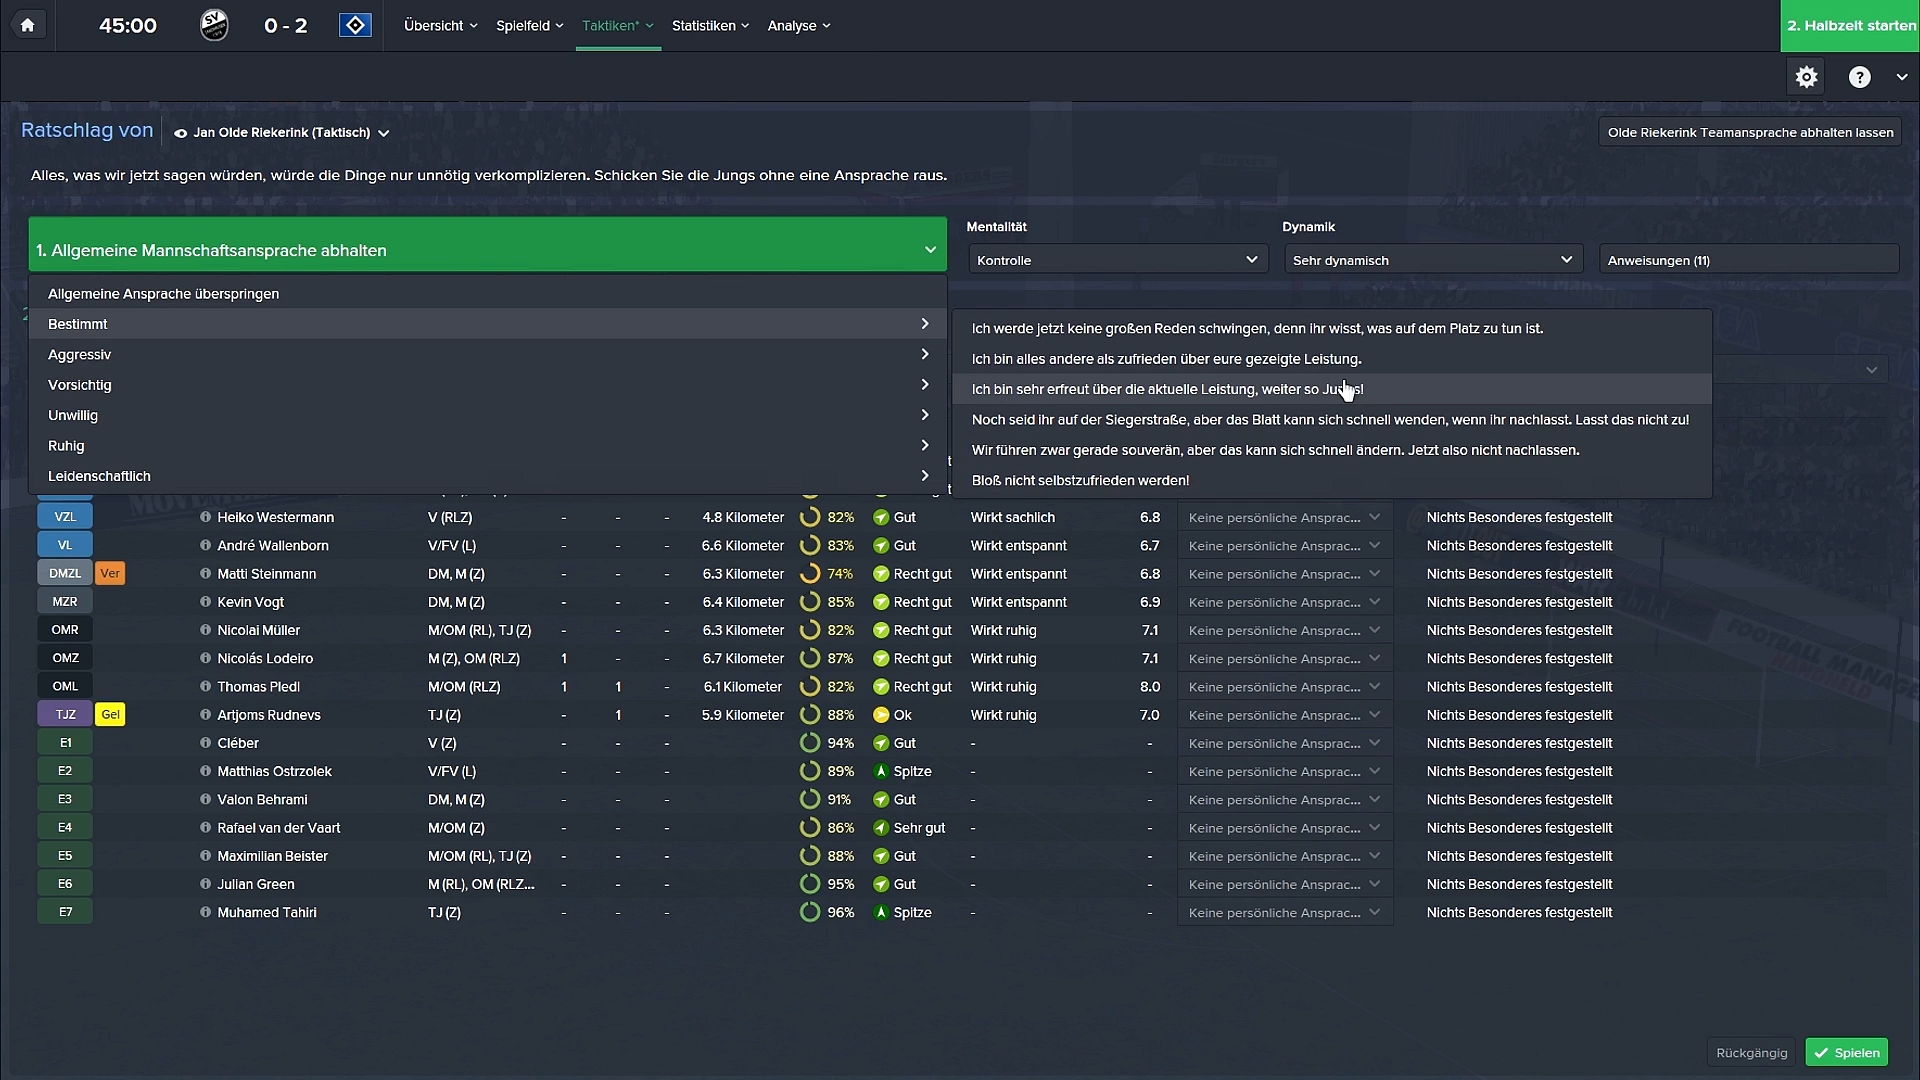 45:00 0 - 2 Übersicht Spielfeld Taktiken* Statistiken Analyse 2. Halbzeit starten
Ratschlag von Jan Olde Riekerink (Taktisch) Olde Riekerink Teamansprache abhalten lassen
Alles, was wir jetzt sagen würden, würde die Dinge nur unnötig verkomplizieren. Schicken Sie die Jungs ohne eine Ansprache raus.
1. Allgemeine Mannschaftsansprache abhalten
Mentalität Dynamik
Kontrolle Sehr dynamisch Anweisungen (11)
Allgemeine Ansprache überspringen
Bestimmt
Aggressiv
Vorsichtig
Unwillig
Ruhig
Leidenschaftlich
Ich werde jetzt keine großen Reden schwingen, denn ihr wisst, was auf dem Platz zu tun ist.
Ich bin alles andere als zufrieden über eure gezeigte Leistung.
Ich bin sehr erfreut über die aktuelle Leistung, weiter so Jungs!
Noch seid ihr auf der Siegerstraße, aber das Blatt kann sich schnell wenden, wenn ihr nachlasst. Lasst das nicht zu!
Wir führen zwar gerade souverän, aber das kann sich schnell ändern. Jetzt also nicht nachlassen.
Bloß nicht selbstzufrieden werden!
VZL Heiko Westermann V (RLZ) - - - 4.8 Kilometer 82% Gut Wirkt sachlich 6.8 Keine persönliche Ansprac... Nichts Besonderes festgestellt
VL André Wallenborn V/FV (L) - - - 6.6 Kilometer 83% Gut Wirkt entspannt 6.7 Keine persönliche Ansprac... Nichts Besonderes festgestellt
DMZL Ver Matti Steinmann DM, M (Z) - - - 6.3 Kilometer 74% Recht gut Wirkt entspannt 6.8 Keine persönliche Ansprac... Nichts Besonderes festgestellt
MZR Kevin Vogt DM, M (Z) - - - 6.4 Kilometer 85% Recht gut Wirkt entspannt 6.9 Keine persönliche Ansprac... Nichts Besonderes festgestellt
OMR Nicolai Müller M/OM (RL), TJ (Z) - - - 6.3 Kilometer 82% Recht gut Wirkt ruhig 7.1 Keine persönliche Ansprac... Nichts Besonderes festgestellt
OMZ Nicolás Lodeiro M (Z), OM (RLZ) 1 - - 6.7 Kilometer 87% Recht gut Wirkt ruhig 7.1 Keine persönliche Ansprac... Nichts Besonderes festgestellt
OML Thomas Pledl M/OM (RLZ) 1 1 - 6.1 Kilometer 82% Recht gut Wirkt ruhig 8.0 Keine persönliche Ansprac... Nichts Besonderes festgestellt
TJZ Gel Artjoms Rudnevs TJ (Z) - 1 - 5.9 Kilometer 88% Ok Wirkt ruhig 7.0 Keine persönliche Ansprac... Nichts Besonderes festgestellt
E1 Cléber V (Z) - - - 94% Gut - - Keine persönliche Ansprac... Nichts Besonderes festgestellt
E2 Matthias Ostrzolek V/FV (L) - - - 89% Spitze - - Keine persönliche Ansprac... Nichts Besonderes festgestellt
E3 Valon Behrami DM, M (Z) - - - 91% Gut - - Keine persönliche Ansprac... Nichts Besonderes festgestellt
E4 Rafael van der Vaart M/OM (Z) - - - 86% Sehr gut - - Keine persönliche Ansprac... Nichts Besonderes festgestellt
E5 Maximilian Beister M/OM (RL), TJ (Z) - - - 88% Gut - - Keine persönliche Ansprac... Nichts Besonderes festgestellt
E6 Julian Green M (RL), OM (RLZ... - - - 95% Gut - - Keine persönliche Ansprac... Nichts Besonderes festgestellt
E7 Muhamed Tahiri TJ (Z) - - - 96% Spitze - - Keine persönliche Ansprac... Nichts Besonderes festgestellt
Rückgängig Spielen